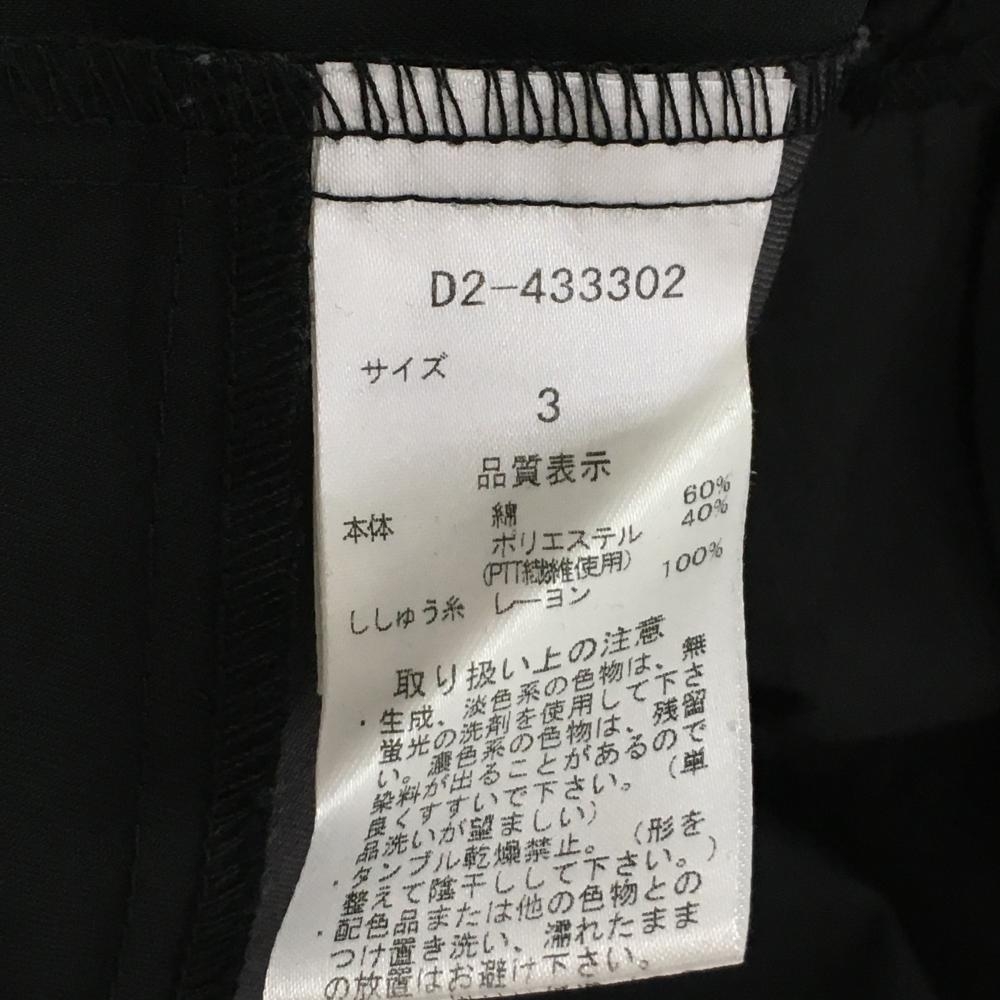 D2-433302
サイズ
3
品質表示
本体 綿 60%
ポリエステル 40%
(PTT繊維使用)
ししゅう糸 レーヨン 100%
取り扱い上の注意
・生成、淡色系の色物は、無
蛍光の洗剤を使用して下さ
い。濃色系の色物は、残留
染料が出ることがあるので
良くすすいで下さい。(単
品洗いが望ましい)
・タンブル乾燥禁止。(形を
整えて陰干しして下さい。)
・配色品または他の色物との
つけ置き洗い、濡れたまま
の放置はお避け下さい。